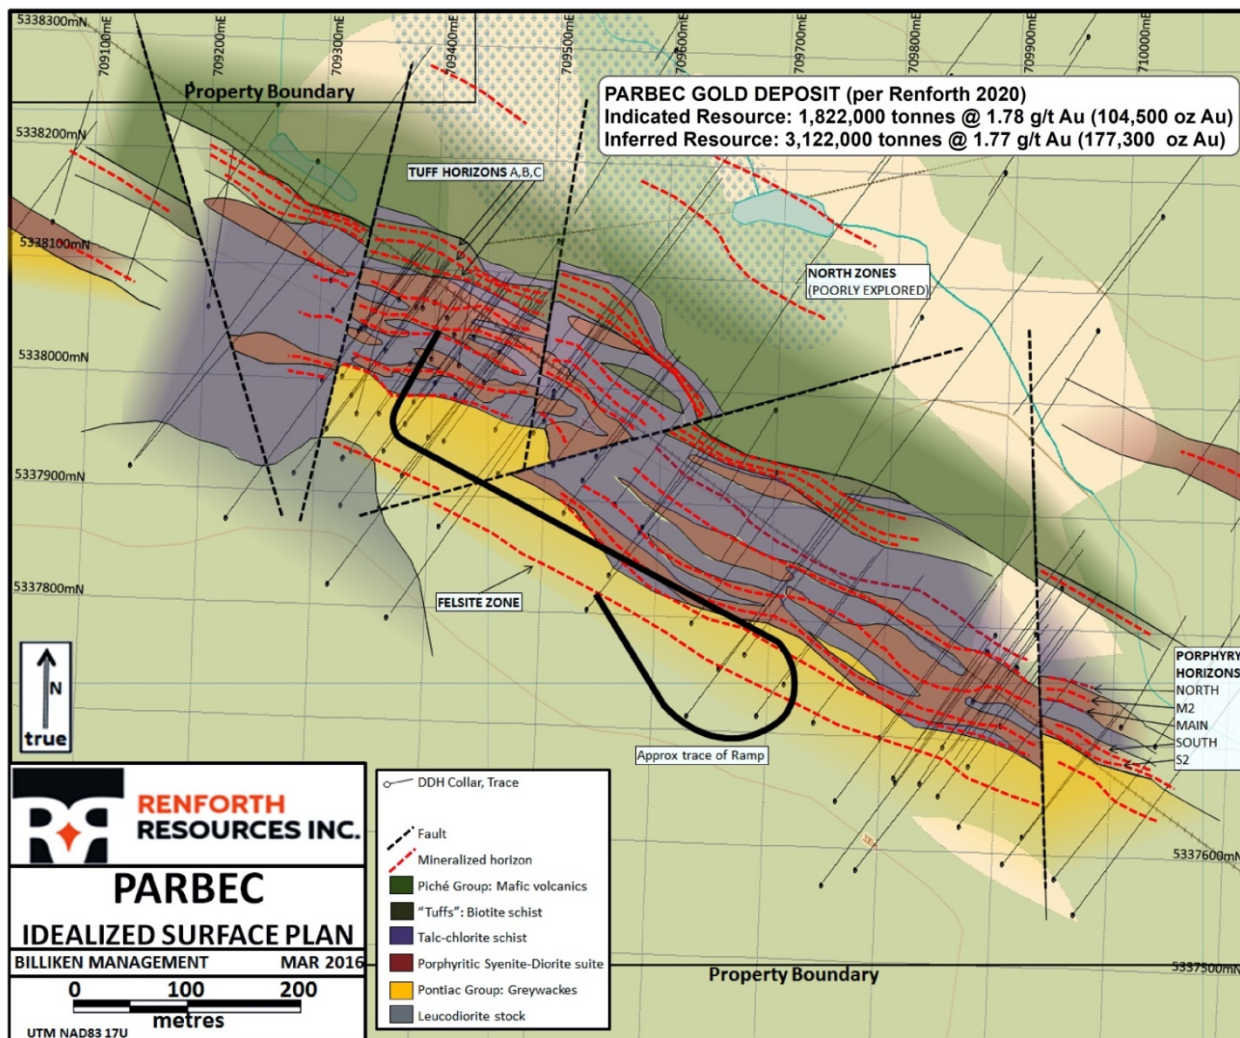 5338300mN
709100mE
709200mE
709300mE
709400mE
709500mE
709600mE
709700mE
709800mE
709900mE
710000mE
Property Boundary
PARBEC GOLD DEPOSIT (per Renforth 2020)
Indicated Resource: 1,822,000 tonnes @ 1.78 g/t Au (104,500 oz Au)
Inferred Resource: 3,122,000 tonnes @ 1.77 g/t Au (177,300 oz Au)
5338200mN
TUFF HORIZONS A,B,C
5338100mN
NORTH ZONES
(POORLY EXPLORED)
5338000mN
5337900mN
5337800mN
FELSITE ZONE
N
true
PORPHYRY
HORIZONS
NORTH
M2
MAIN
SOUTH
S2
Approx trace of Ramp
5337600mN
5337500mN
Property Boundary
RENFORTH
RESOURCES INC.
PARBEC
IDEALIZED SURFACE PLAN
BILLIKEN MANAGEMENT MAR 2016
0 100 200
metres
UTM NAD83 17U
DDH Collar, Trace
Fault
Mineralized horizon
Piché Group: Mafic volcanics
"Tuffs": Biotite schist
Talc-chlorite schist
Porphyritic Syenite-Diorite suite
Pontiac Group: Greywackes
Leucodiorite stock